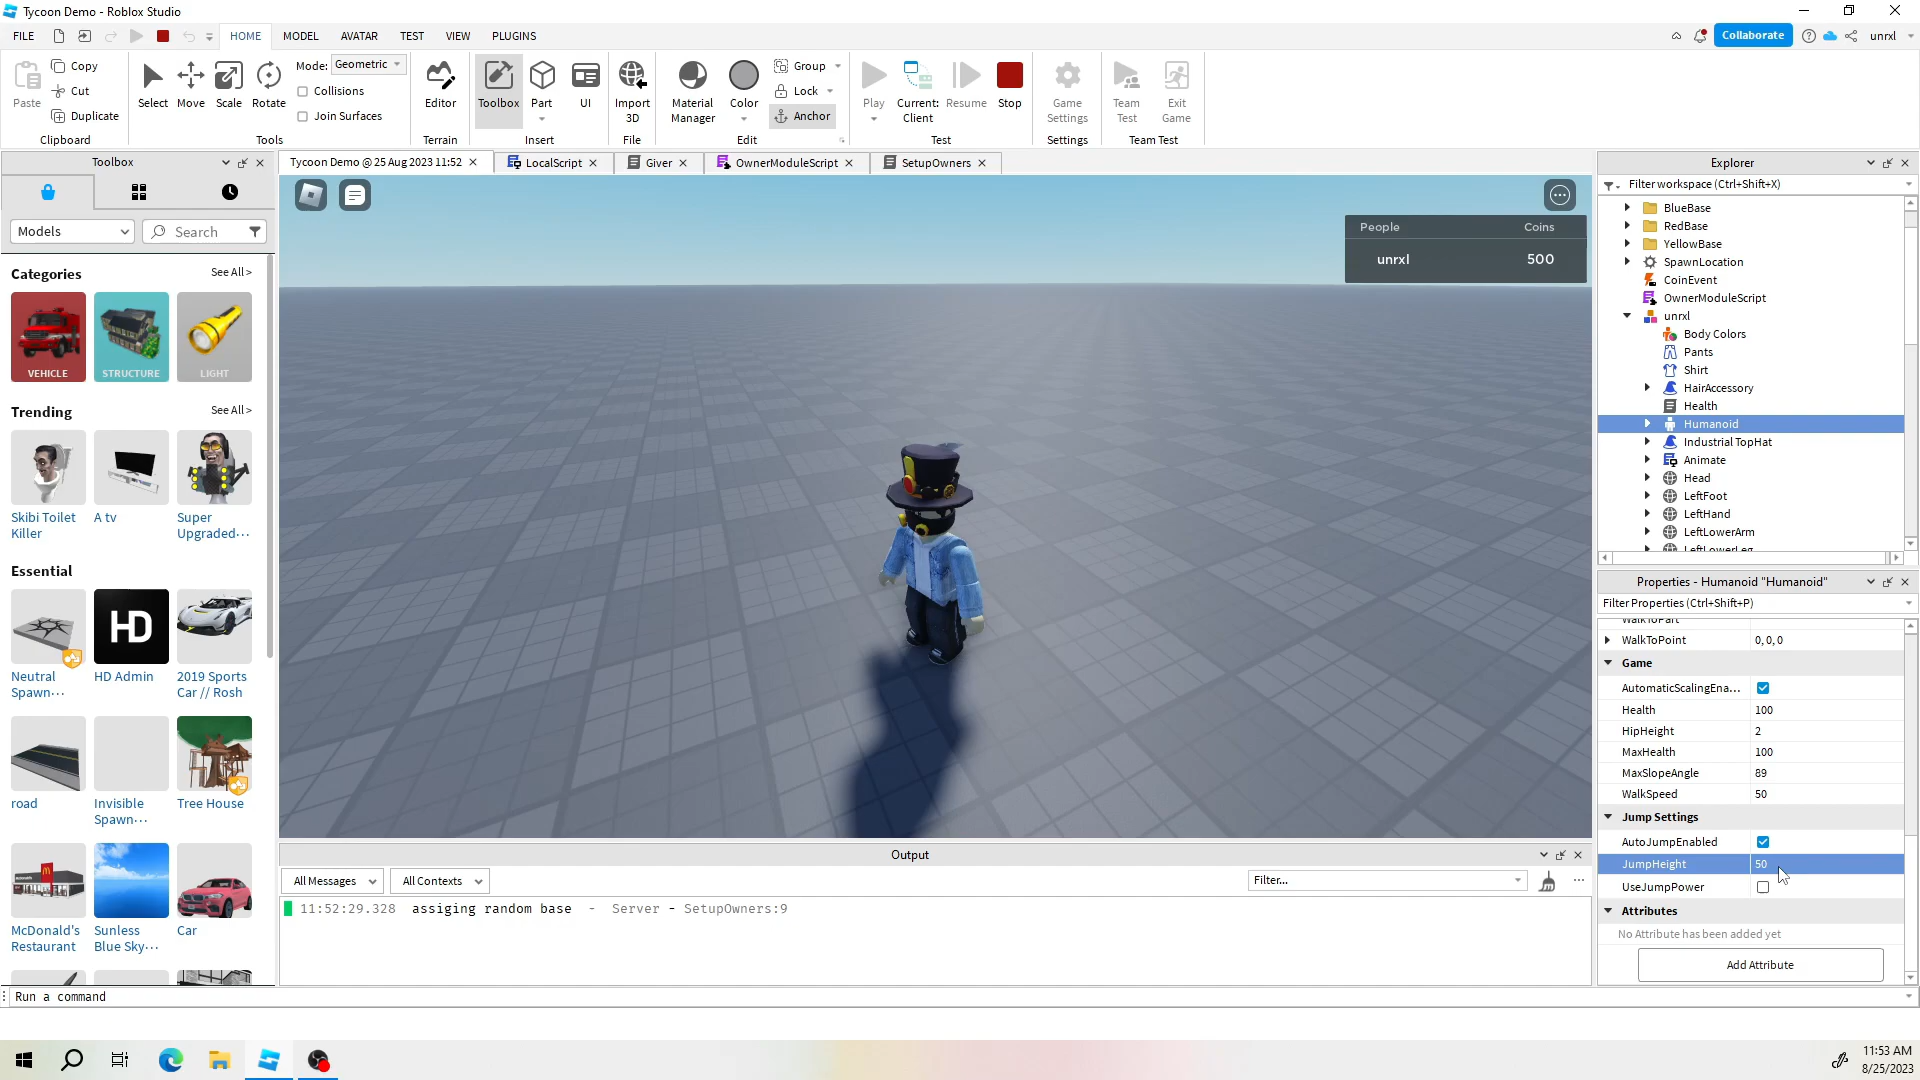 Tycoon Demo - Roblox Studio
FILE
HOME
MODEL
AVATAR
TEST
VIEW
PLUGINS
Collaborate
unrxl
Paste
Copy
Cut
Duplicate
Clipboard
Select
Move
Scale
Rotate
Mode:
Geometric
Collisions
Join Surfaces
Tools
Editor
Terrain
Toolbox
Part
UI
Insert
Import
3D
File
Material
Manager
Color
Group
Lock
Anchor
Edit
Play
Current:
Client
Resume
Stop
Test
Game
Settings
Settings
Team
Test
Exit
Game
Team Test
Toolbox
Tycoon Demo @ 25 Aug 2023 11:52
LocalScript
Giver
OwnerModuleScript
SetupOwners
Models
Search
Categories
See All >
VEHICLE
STRUCTURE
LIGHT
Trending
See All >
Skibi Toilet
Killer
A tv
Super
Upgraded...
Essential
HD
Neutral
Spawn...
HD Admin
2019 Sports
Car // Rosh
road
Invisible
Spawn...
Tree House
McDonald's
Restaurant
Sunless
Blue Sky...
Car
People
Coins
unrxl
500
Output
All Messages
All Contexts
Filter...
11:52:29.328 assiging random base - Server - SetupOwners:9
Run a command
Explorer
Filter workspace (Ctrl+Shift+X)
BlueBase
RedBase
YellowBase
SpawnLocation
CoinEvent
OwnerModuleScript
unrxl
Body Colors
Pants
Shirt
HairAccessory
Health
Humanoid
Industrial TopHat
Animate
Head
LeftFoot
LeftHand
LeftLowerArm
LeftLowerLeg
Properties - Humanoid "Humanoid"
Filter Properties (Ctrl+Shift+P)
WalkToPart
WalkToPoint 0, 0, 0
Game
AutomaticScalingEna...
Health 100
HipHeight 2
MaxHealth 100
MaxSlopeAngle 89
WalkSpeed 50
Jump Settings
AutoJumpEnabled
JumpHeight 50
UseJumpPower
Attributes
No Attribute has been added yet
Add Attribute
11:53 AM
8/25/2023